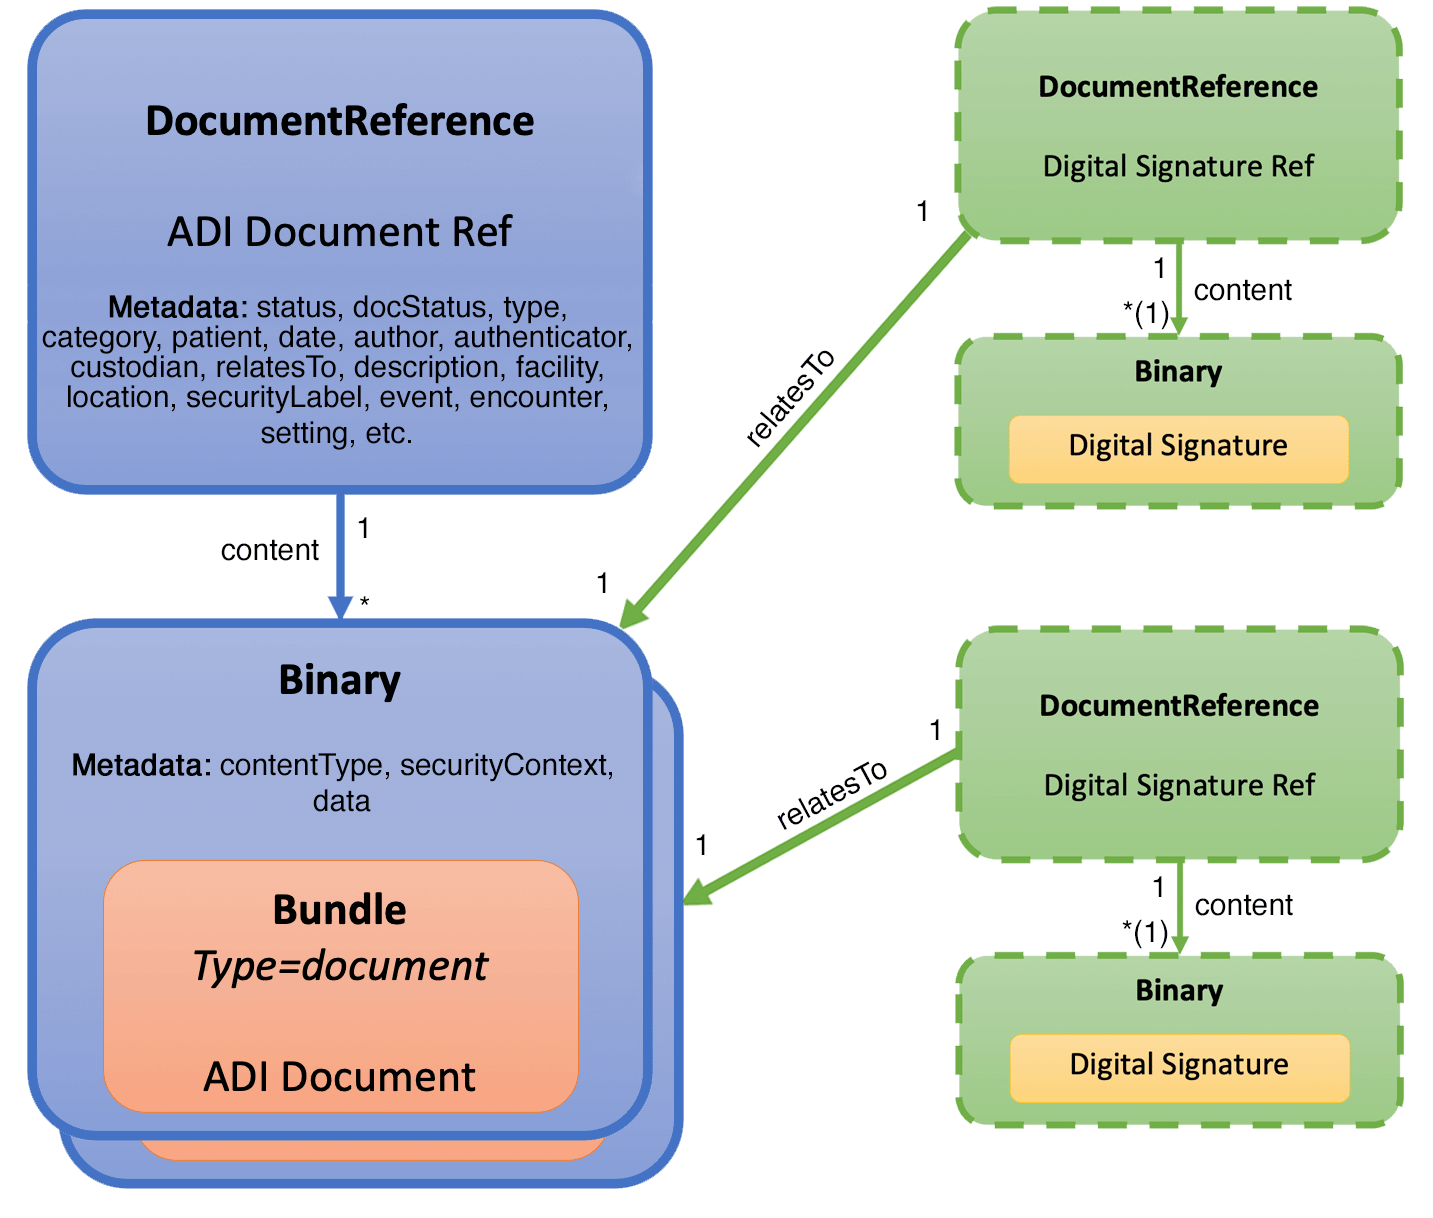 DocumentReference
ADI Document Ref
Metadata: status, docStatus, type,
category, patient, date, author, authenticator,
custodian, relatesTo, description, facility,
location, securityLabel, event, encounter,
setting, etc.
content
1
*
Binary
Metadata: contentType, securityContext,
data
Bundle
Type=document
ADI Document
DocumentReference
Digital Signature Ref
1
relatesTo
1
1
content
*(1)
Binary
Digital Signature
DocumentReference
Digital Signature Ref
1
relatesTo
1
1
content
*(1)
Binary
Digital Signature